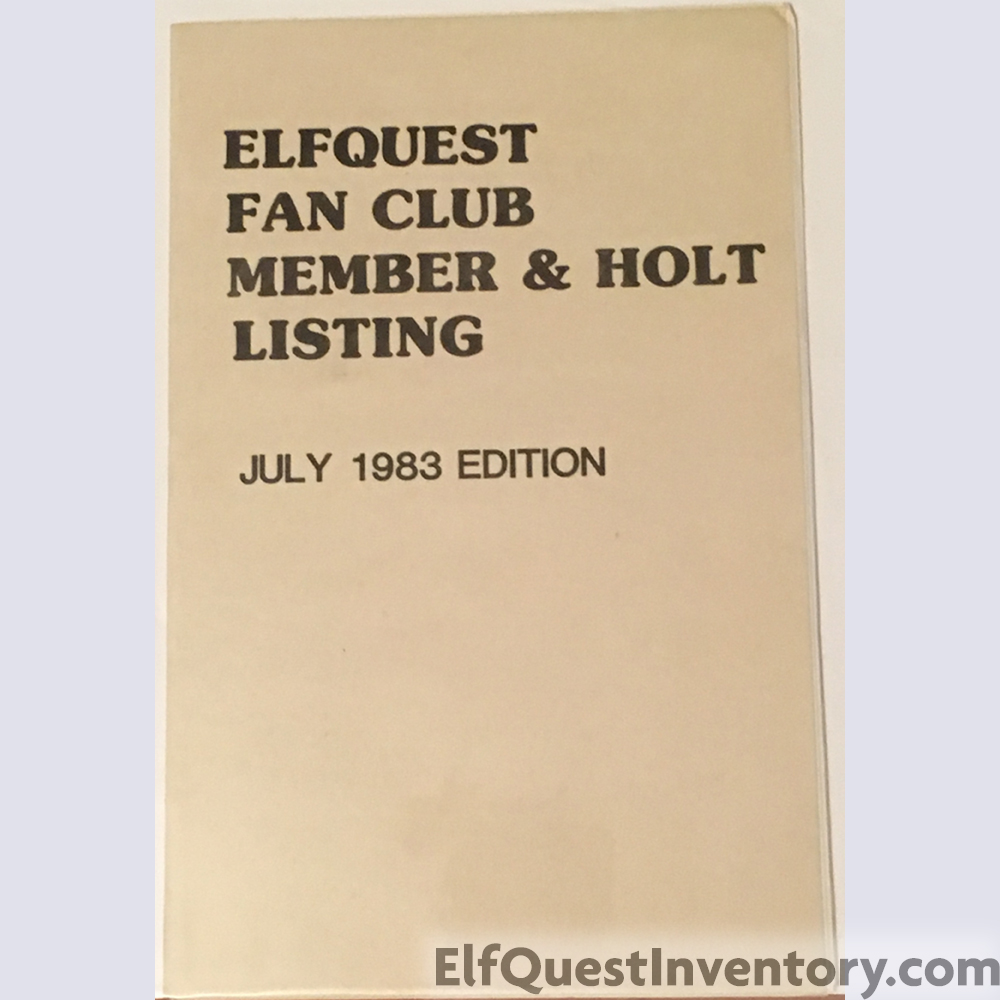 ELFQUEST
FAN CLUB
MEMBER & HOLT
LISTING
JULY 1983 EDITION
ElfQuestInventory.com